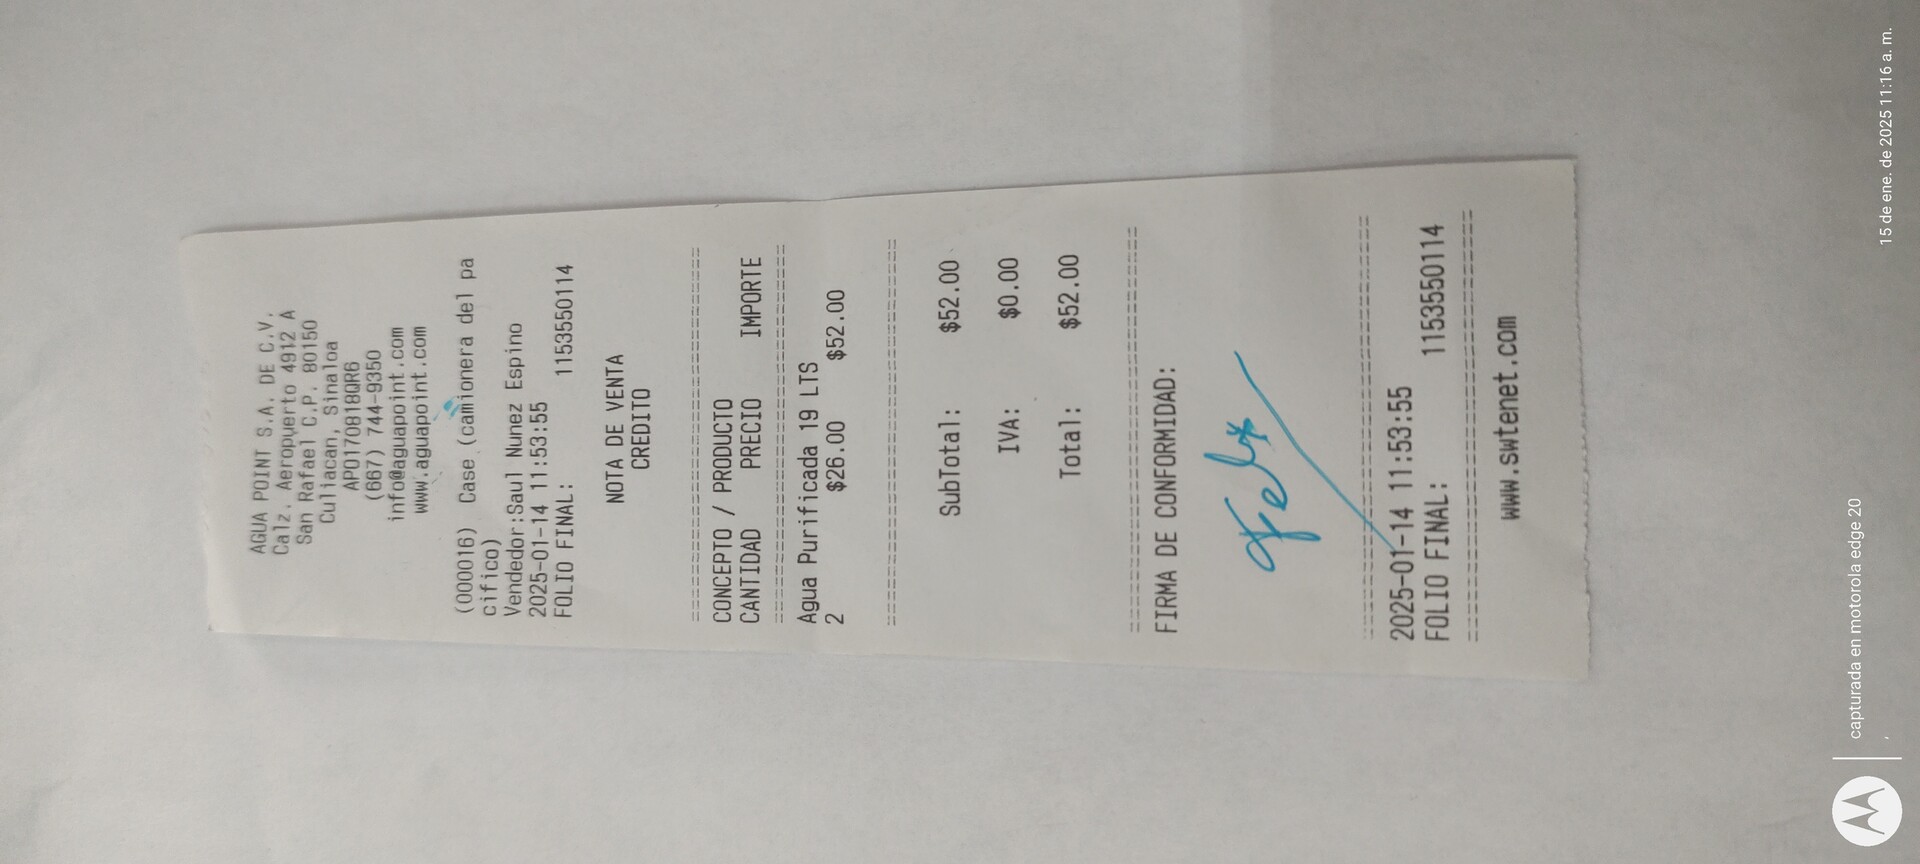 AGUA POINT S.A. DE C.V.
Calz. Aeropuerto 4912 A
San Rafael C.P. 80150
Culiacan, Sinaloa
APO170818QR6
(667) 744-9350
info@aguapoint.com
www.aguapoint.com
(000016) Case (camionera del pa
cifico)
Vendedor:Saul Nunez Espino
2025-01-14 11:53:55
FOLIO FINAL: 1153550114
NOTA DE VENTA
CREDITO
CONCEPTO / PRODUCTO
CANTIDAD PRECIO IMPORTE
Agua Purificada 19 LTS
2 $26.00 $52.00
SubTotal: $52.00
IVA: $0.00
Total: $52.00
FIRMA DE CONFORMIDAD:
2025-01-14 11:53:55
FOLIO FINAL: 1153550114
www.swtenet.com
capturada en motorola edge 20
15 de ene. de 2025 11:16 a. m.